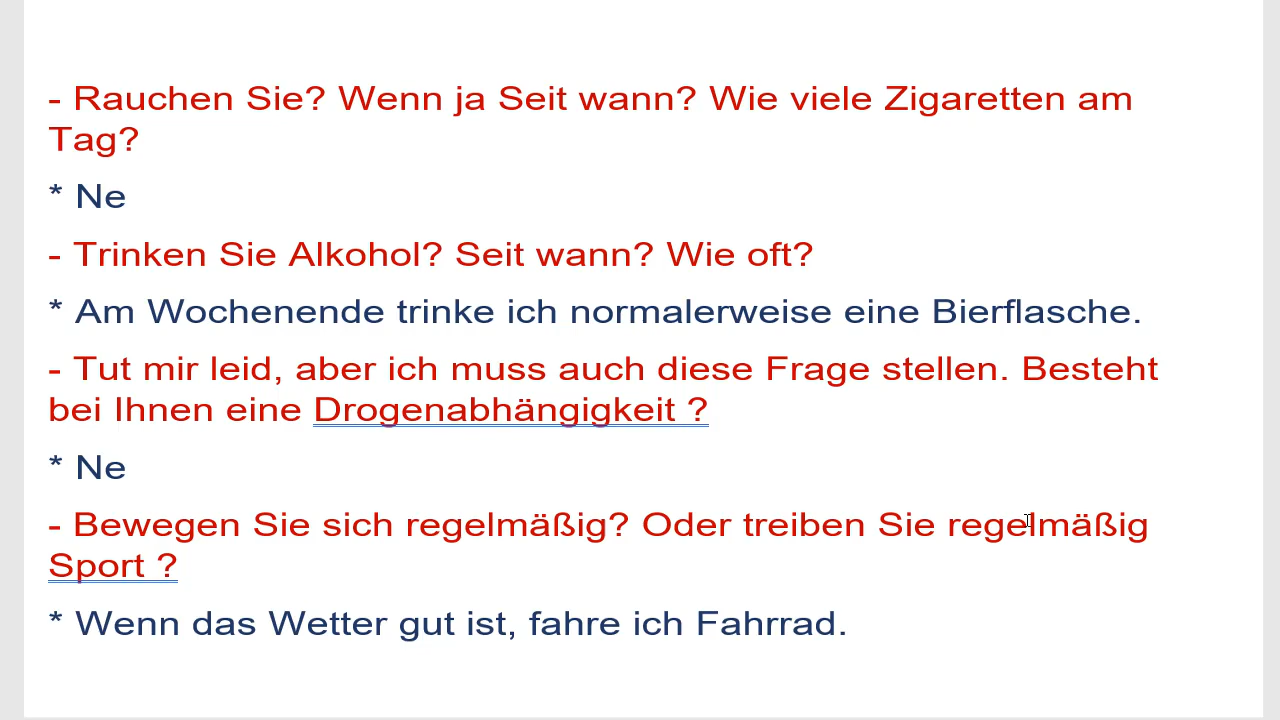 - Rauchen Sie? Wenn ja Seit wann? Wie viele Zigaretten am
Tag?
* Ne
- Trinken Sie Alkohol? Seit wann? Wie oft?
* Am Wochenende trinke ich normalerweise eine Bierflasche.
- Tut mir leid, aber ich muss auch diese Frage stellen. Besteht
bei Ihnen eine Drogenabhängigkeit ?
* Ne
- Bewegen Sie sich regelmäßig? Oder treiben Sie regelmäßig
Sport ?
* Wenn das Wetter gut ist, fahre ich Fahrrad.